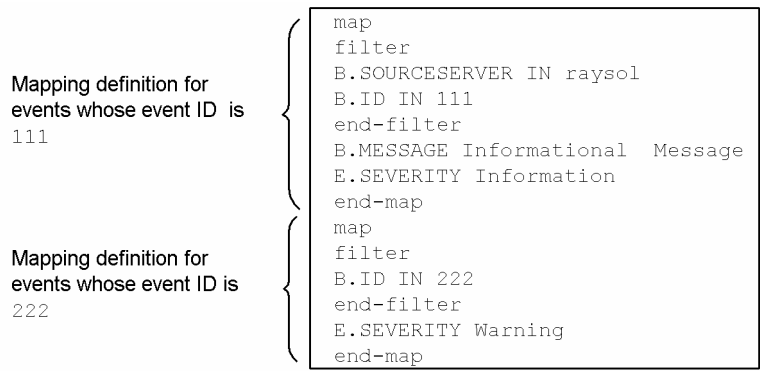 Mapping definition for
events whose event ID is
111
map
filter
B.SOURCESERVER IN raysol
B.ID IN 111
end-filter
B.MESSAGE Informational  Message
E.SEVERITY Information
end-map
Mapping definition for
events whose event ID is
222
map
filter
B.ID IN 222
end-filter
E.SEVERITY Warning
end-map